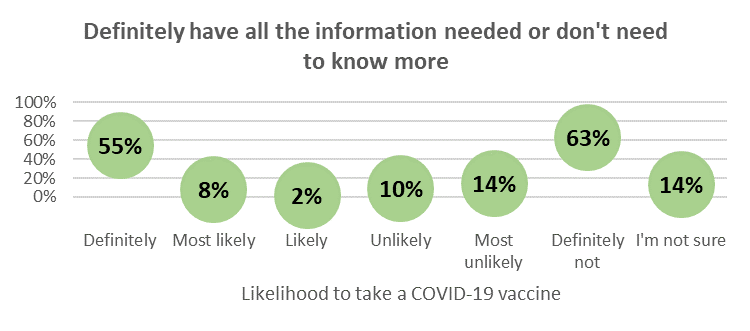 Definitely have all the information needed or don't need
to know more
100%
80%
60%
40%
20%
0%
55%
8%
2%
10%
14%
63%
14%
Definitely
Most likely
Likely
Unlikely
Most
unlikely
Definitely
not
I'm not sure
Likelihood to take a COVID-19 vaccine